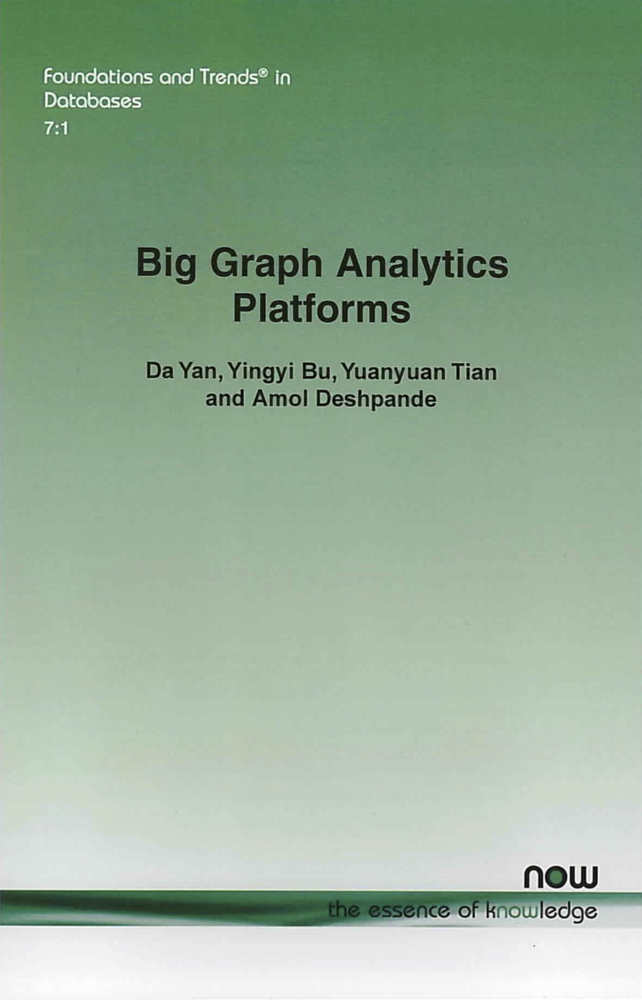 Foundations and Trends® in
Databases
7:1
Big Graph Analytics
Platforms
Da Yan, Yingyi Bu, Yuanyuan Tian
and Amol Deshpande
now
the essence of knowledge